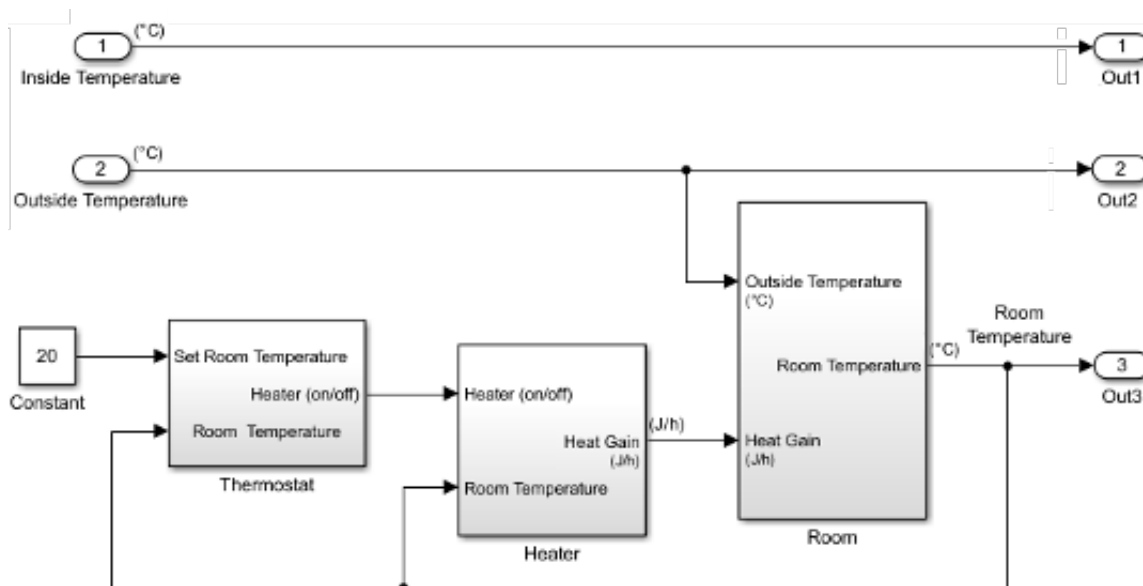 1
(°C)
Inside Temperature
1
Out1
2
(°C)
Outside Temperature
2
Out2
20
Constant
Set Room Temperature
Heater (on/off)
Room Temperature
Thermostat
Heater (on/off)
Heat Gain
(J/h)
Room Temperature
Heater
(J/h)
Outside Temperature
(°C)
Room Temperature
Heat Gain
(J/h)
Room
(°C)
Room
Temperature
3
Out3